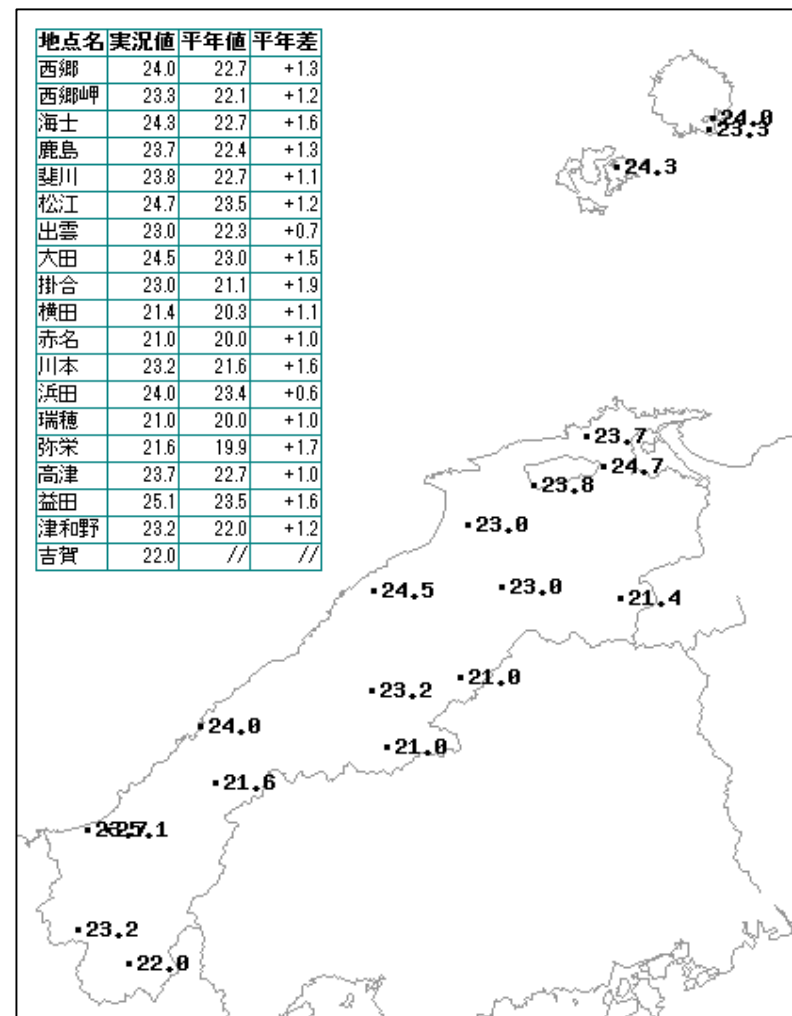 地点名 実況値 平年値 平年差
西郷 24.0 22.7 +1.3
西郷岬 23.3 22.1 +1.2
海士 24.3 22.7 +1.6
鹿島 23.7 22.4 +1.3
斐川 23.8 22.7 +1.1
松江 24.7 23.5 +1.2
出雲 23.0 22.3 +0.7
大田 24.5 23.0 +1.5
掛合 23.0 21.1 +1.9
横田 21.4 20.3 +1.1
赤名 21.0 20.0 +1.0
川本 23.2 21.6 +1.6
浜田 24.0 23.4 +0.6
瑞穂 21.0 20.0 +1.0
弥栄 21.6 19.9 +1.7
高津 23.7 22.7 +1.0
益田 25.1 23.5 +1.6
津和野 23.2 22.0 +1.2
吉賀 22.0 // //
24.0
23.3
24.3
23.7
24.7
23.8
23.0
24.5
23.0
21.4
21.0
23.2
24.0
21.0
21.6
23.7
25.1
23.2
22.0